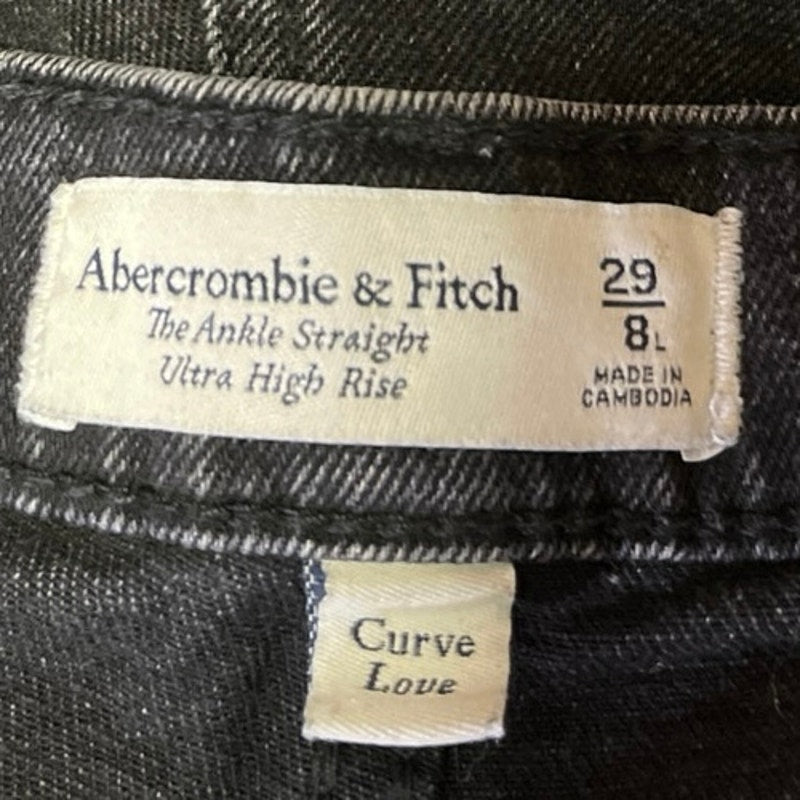 Abercrombie & Fitch
The Ankle Straight
Ultra High Rise
29
8L
MADE IN
CAMBODIA
Curve
Love